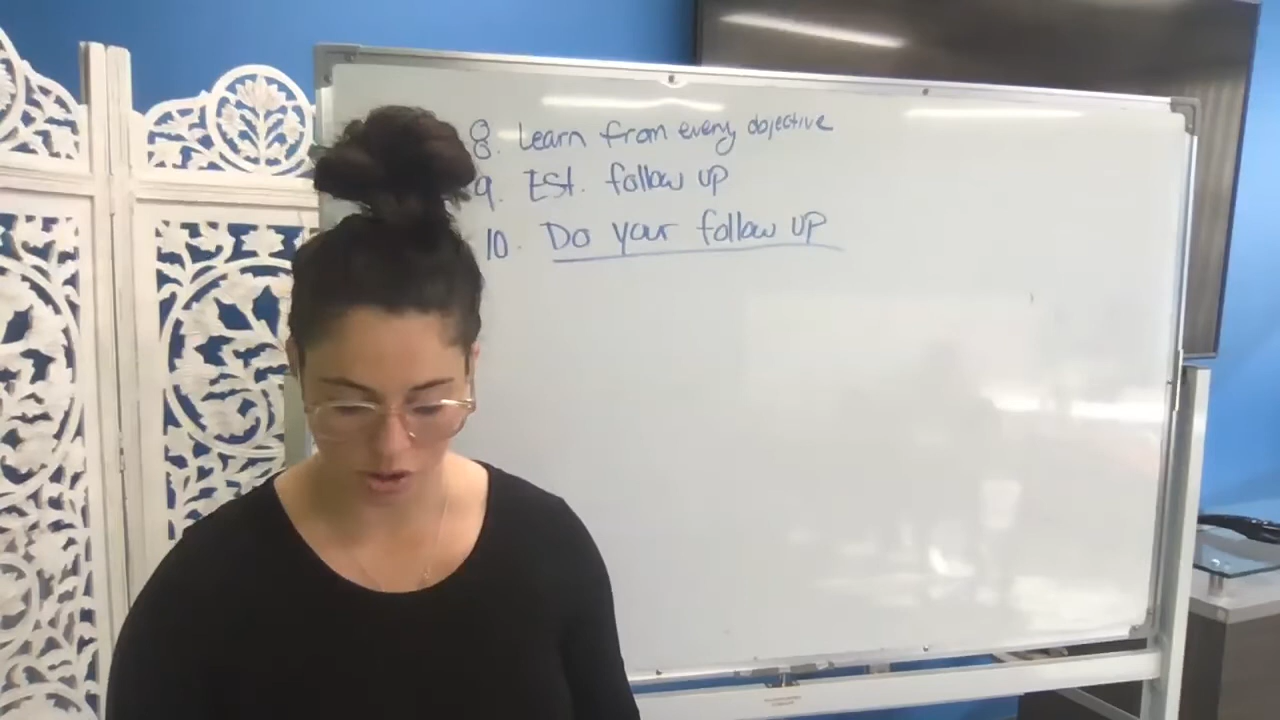 8. Learn from every objective
9. Est. follow up
10. Do your follow up